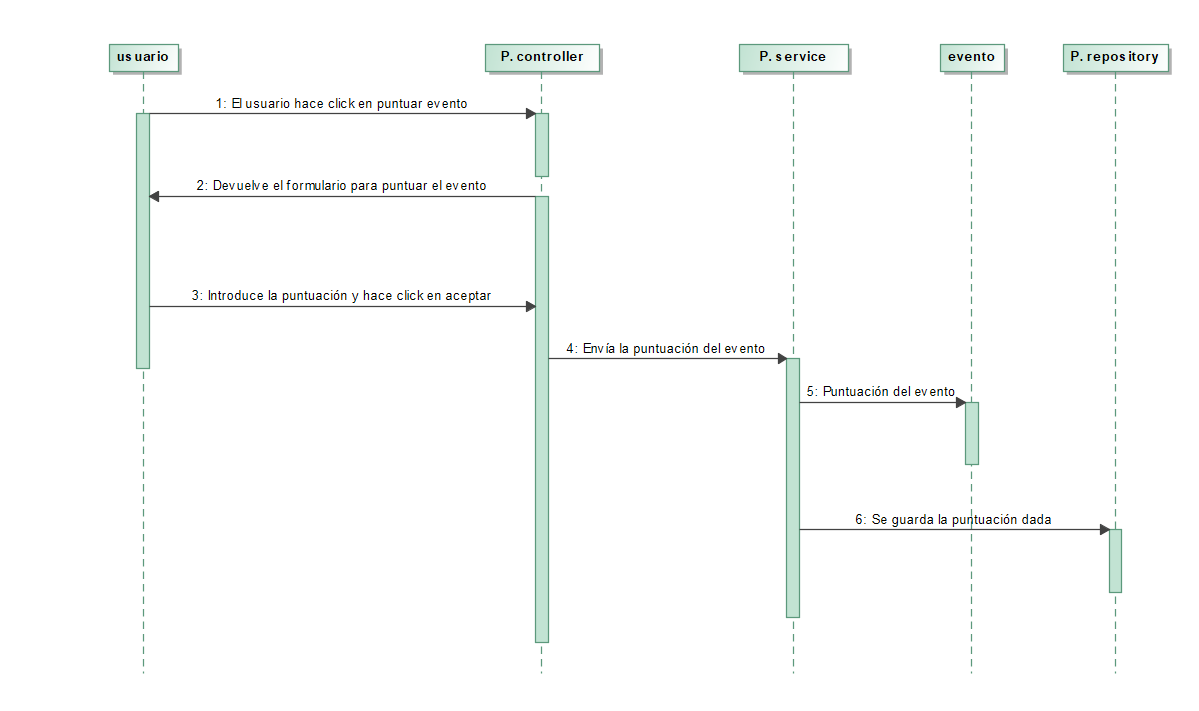 usuario
P. controller
P. service
evento
P. repository
1: El usuario hace click en puntuar evento
2: Devuelve el formulario para puntuar el evento
3: Introduce la puntuación y hace click en aceptar
4: Envía la puntuación del evento
5: Puntuación del evento
6: Se guarda la puntuación dada